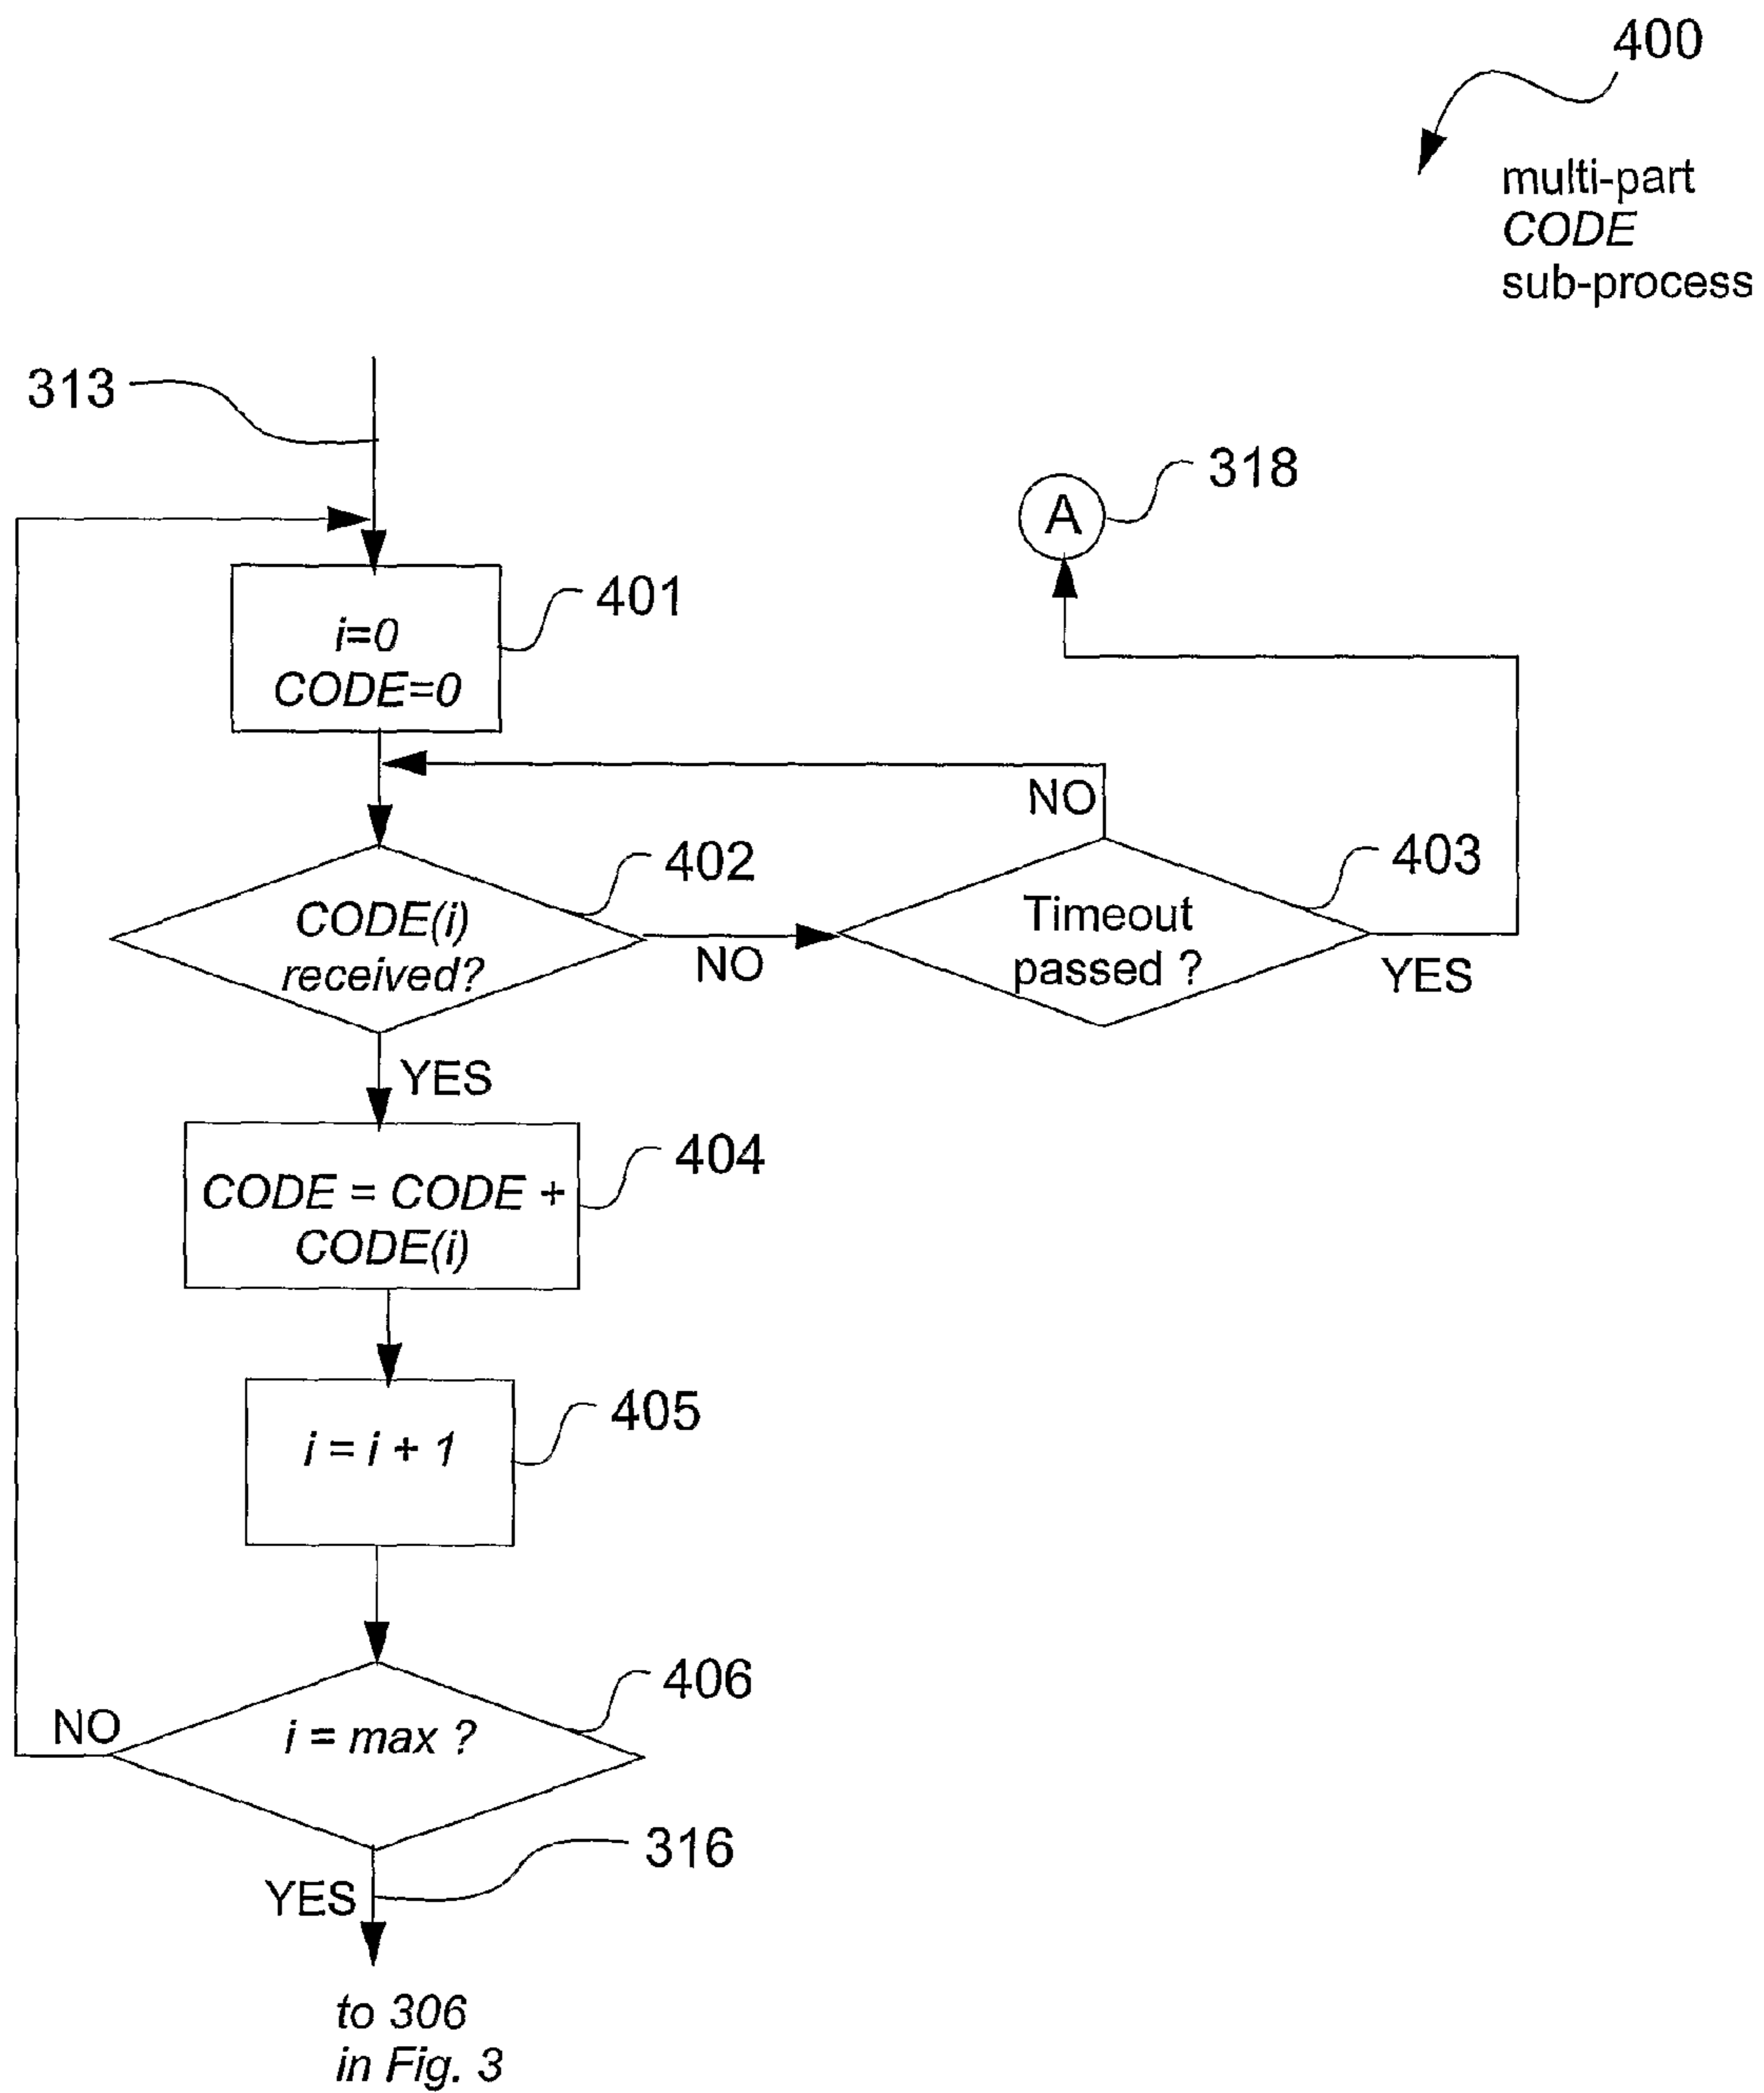 400
multi-part
CODE
sub-process
313
318
A
401
i=0
CODE=0
NO
402
403
CODE(i)
received?
NO
Timeout
passed ?
YES
YES
404
CODE = CODE +
CODE(i)
405
i = i + 1
406
NO
i = max ?
316
YES
to 306
in Fig. 3